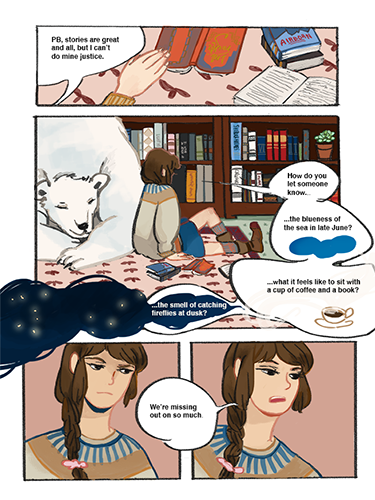 PB, stories are great
and all, but I can't
do mine justice.
How do you
let someone
know..
...the blueness of
the sea in late June?
...what it feels like to sit with
a cup of coffee and a book?
...the smell of catching
fireflies at dusk?
We're missing
out on so much.